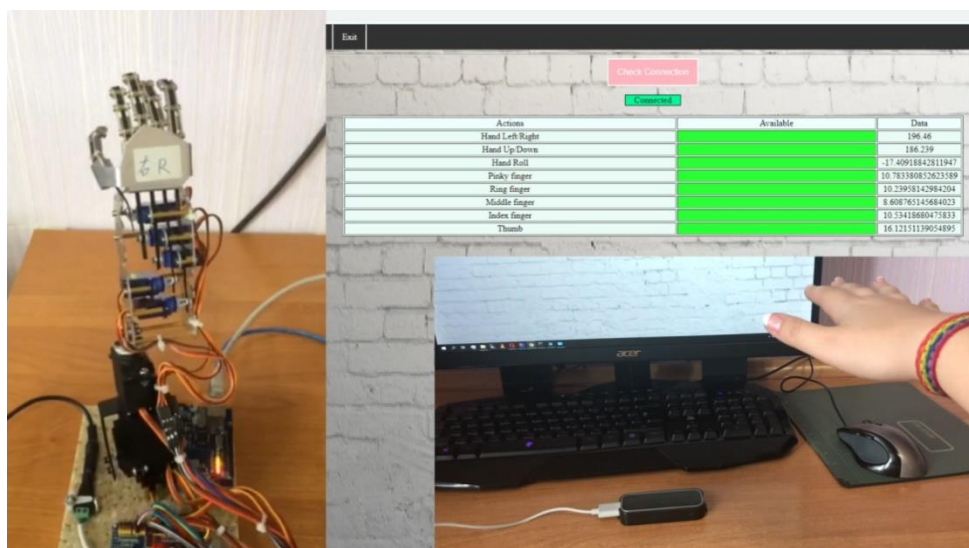 右R
Exit
Check Connection
Connected
Actions Available Data
Hand Left/Right 196.46
Hand Up/Down 186.239
Hand Roll -17.40918842811947
Pinky finger 10.783380852623589
Ring finger 10.23958142984204
Middle finger 8.608765145684023
Index finger 10.53418680475833
Thumb 16.12151139054895
acer